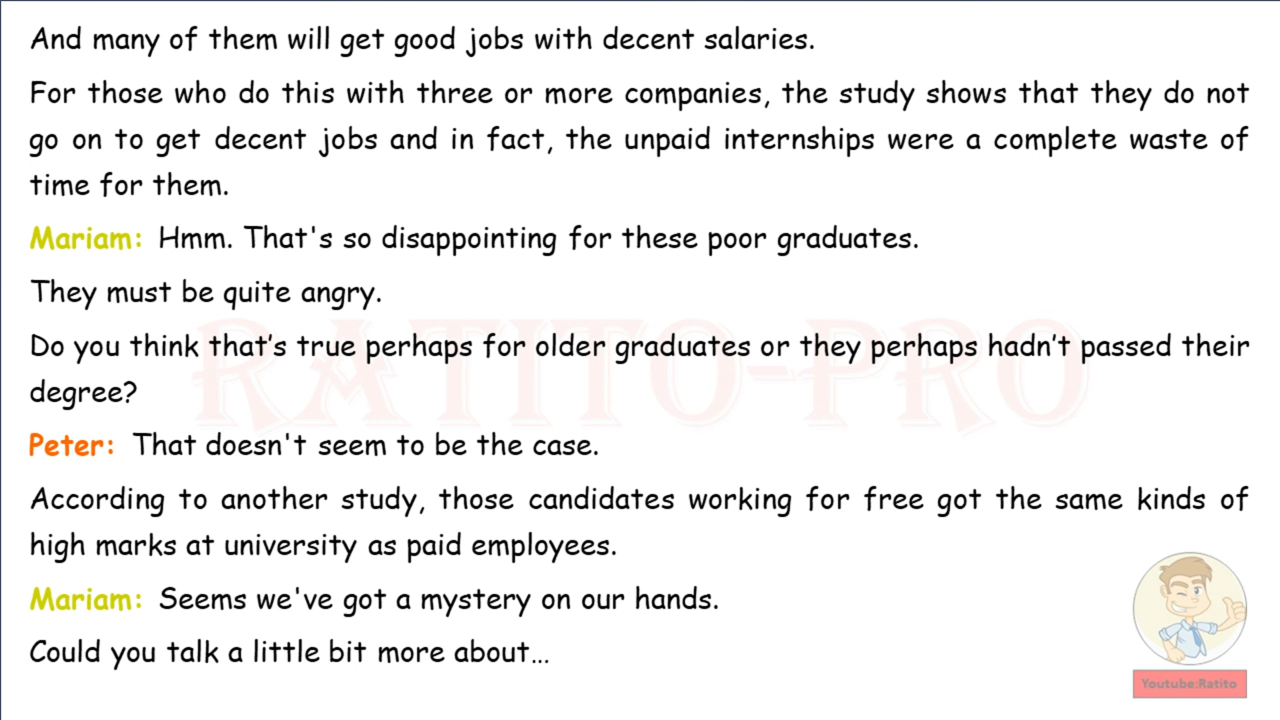 And many of them will get good jobs with decent salaries.
For those who do this with three or more companies, the study shows that they do not
go on to get decent jobs and in fact, the unpaid internships were a complete waste of
time for them.
Mariam: Hmm. That's so disappointing for these poor graduates.
They must be quite angry.
Do you think that’s true perhaps for older graduates or they perhaps hadn’t passed their
degree?
RATITO-PRO
Peter: That doesn't seem to be the case.
According to another study, those candidates working for free got the same kinds of
high marks at university as paid employees.
Mariam: Seems we've got a mystery on our hands.
Could you talk a little bit more about…
Youtube:Ratito